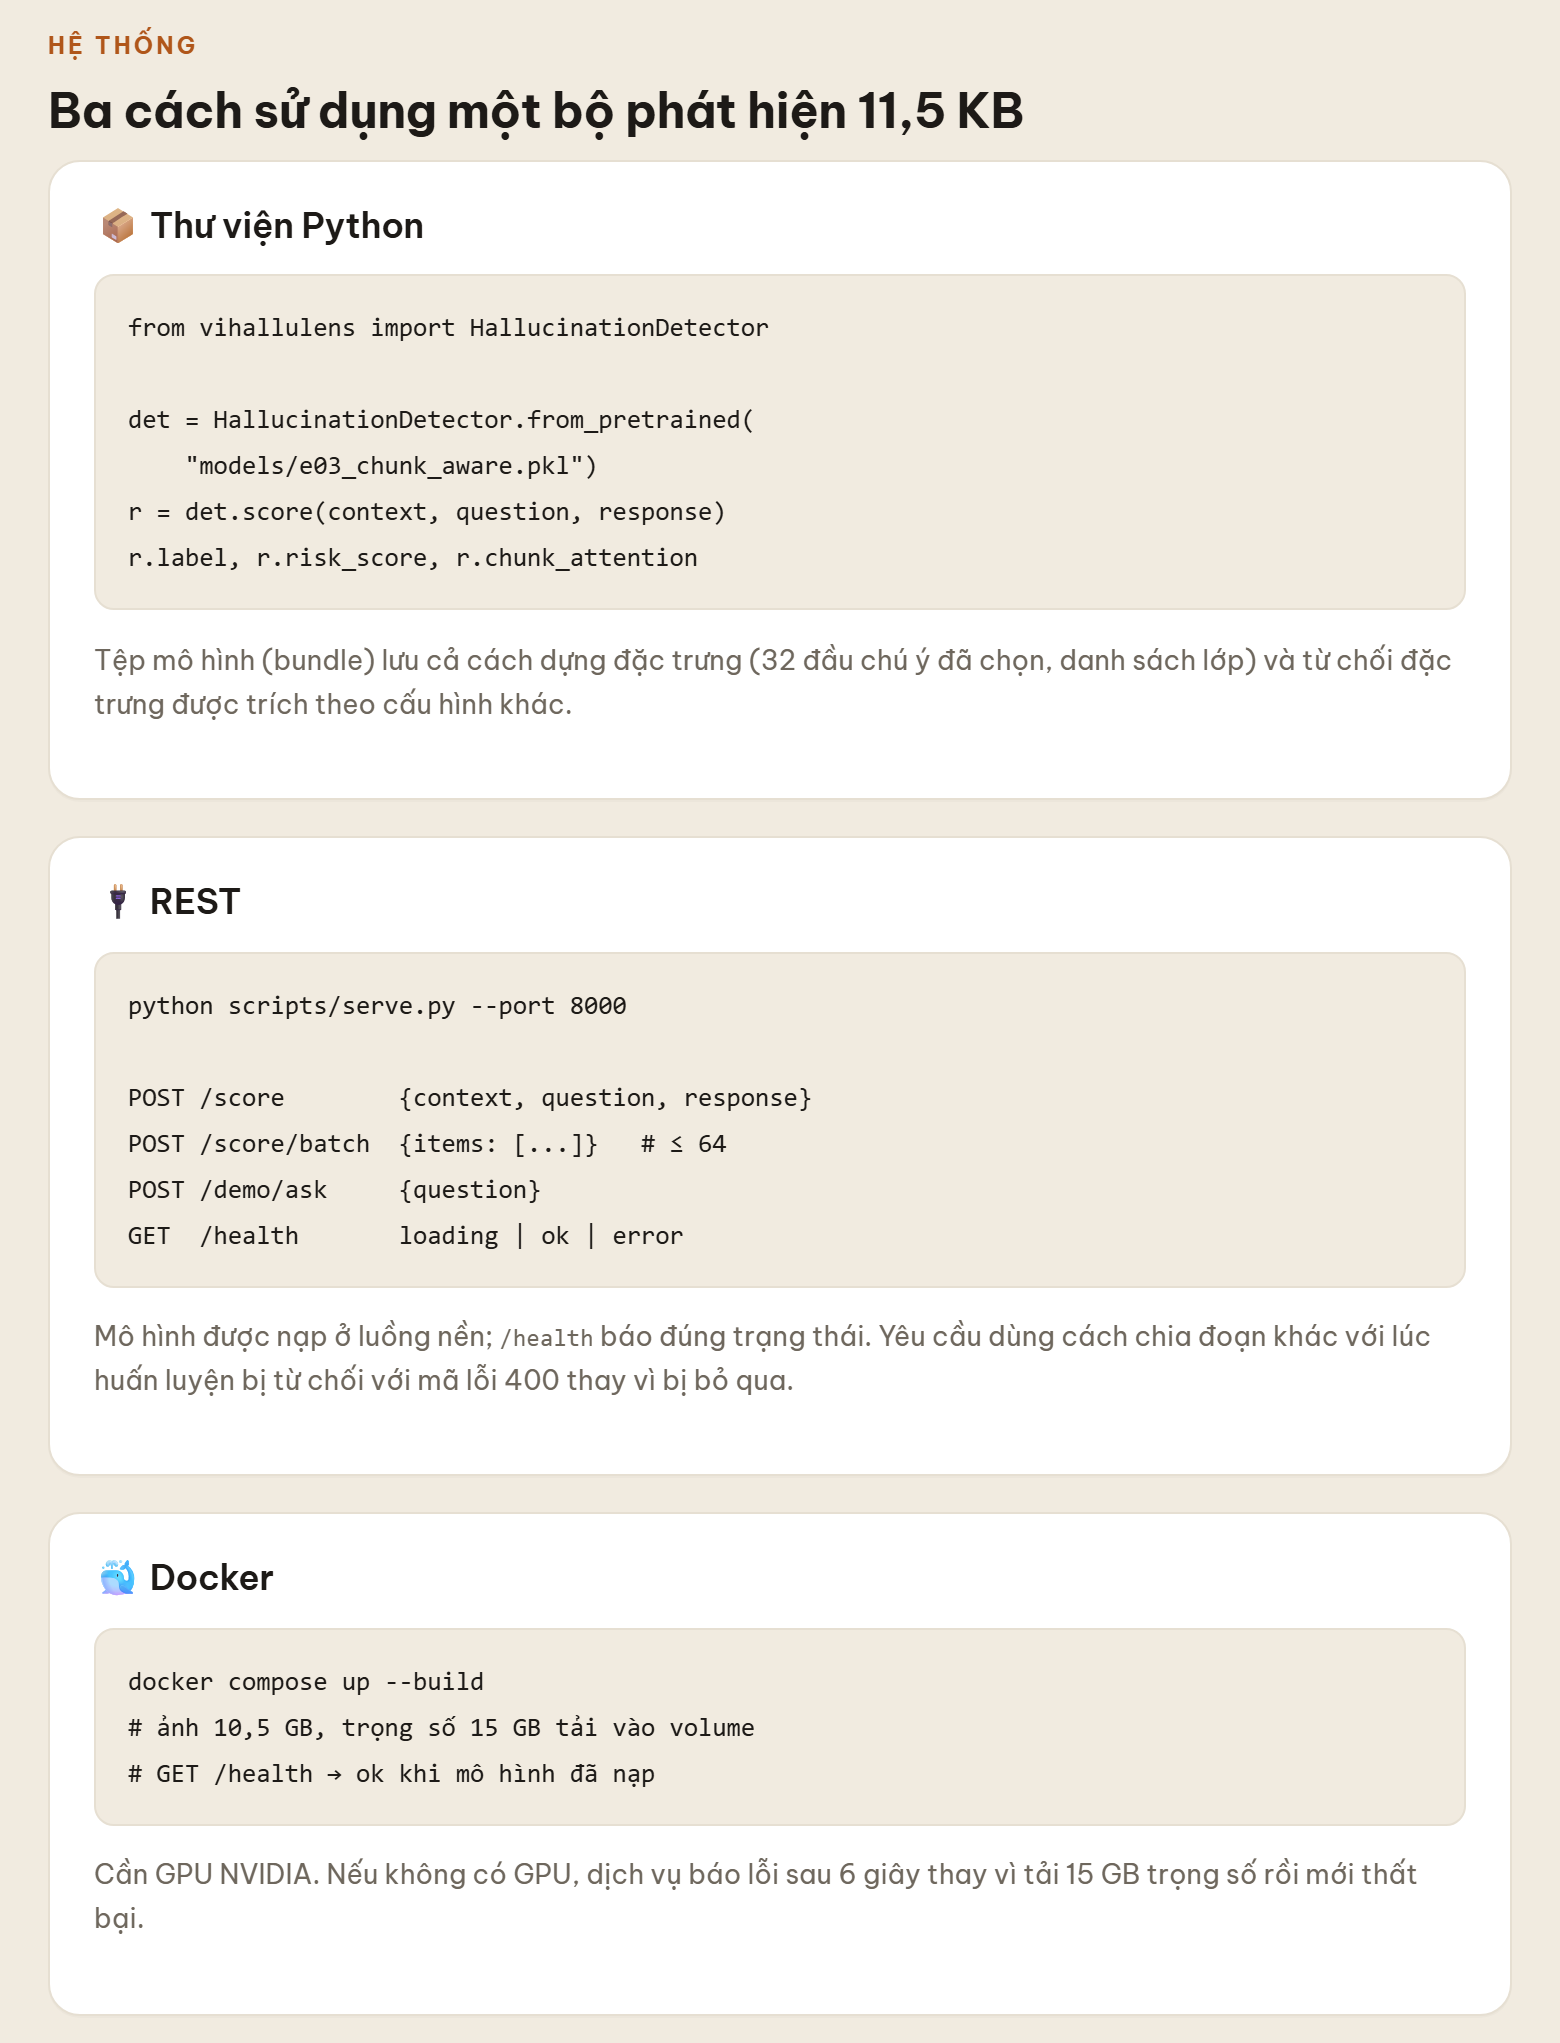 HỆ THỐNG
Ba cách sử dụng một bộ phát hiện 11,5 KB
Thư viện Python
from vihallulens import HallucinationDetector
det = HallucinationDetector.from_pretrained(
    "models/e03_chunk_aware.pkl")
r = det.score(context, question, response)
r.label, r.risk_score, r.chunk_attention
Tệp mô hình (bundle) lưu cả cách dựng đặc trưng (32 đầu chú ý đã chọn, danh sách lớp) và từ chối đặc
trưng được trích theo cấu hình khác.
REST
python scripts/serve.py --port 8000
POST /score        {context, question, response}
POST /score/batch  {items: [...]}   # ≤ 64
POST /demo/ask     {question}
GET  /health       loading | ok | error
Mô hình được nạp ở luồng nền; /health báo đúng trạng thái. Yêu cầu dùng cách chia đoạn khác với lúc
huấn luyện bị từ chối với mã lỗi 400 thay vì bị bỏ qua.
Docker
docker compose up --build
# ảnh 10,5 GB, trọng số 15 GB tải vào volume
# GET /health → ok khi mô hình đã nạp
Cần GPU NVIDIA. Nếu không có GPU, dịch vụ báo lỗi sau 6 giây thay vì tải 15 GB trọng số rồi mới thất
bại.